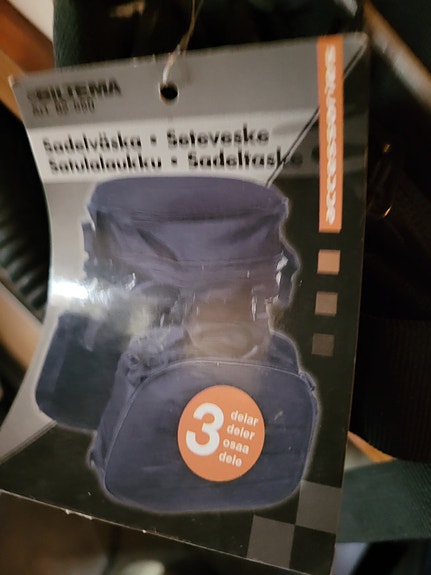 BILTEMA
Sadelväska • Seteveske
Satulalaukku • Sadeltaske
accessories
3 delar
deler
osaa
dele